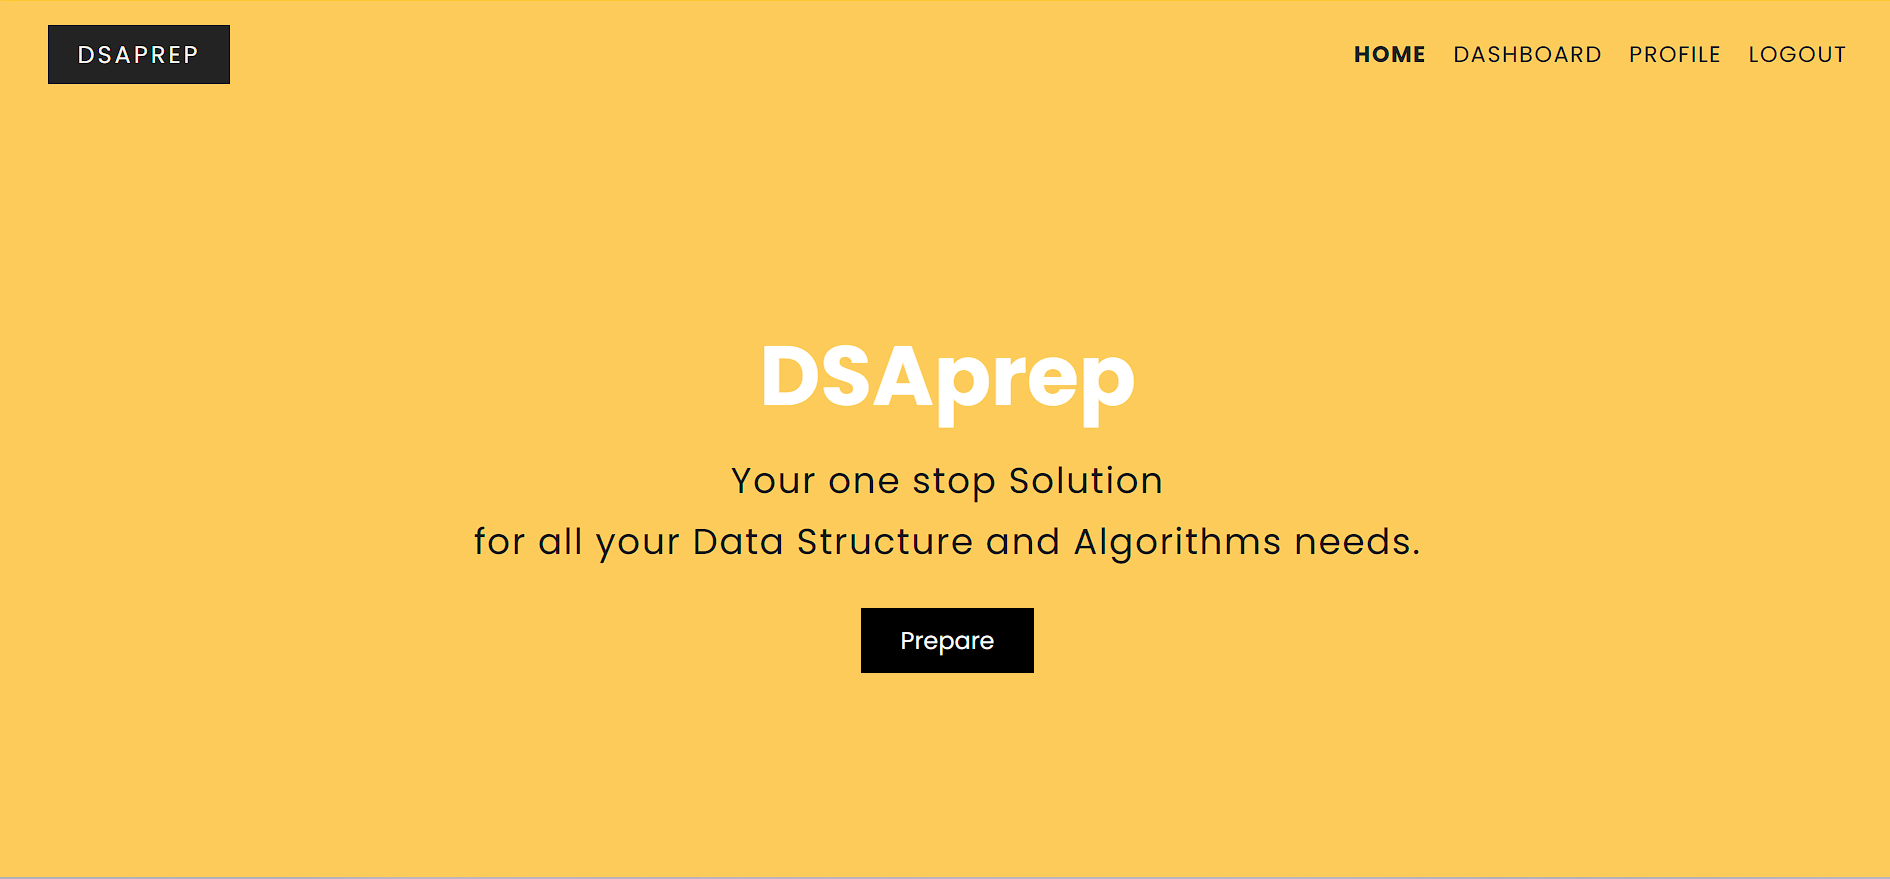 DSAPREP
HOME DASHBOARD PROFILE LOGOUT
DSAprep
Your one stop Solution
for all your Data Structure and Algorithms needs.
Prepare